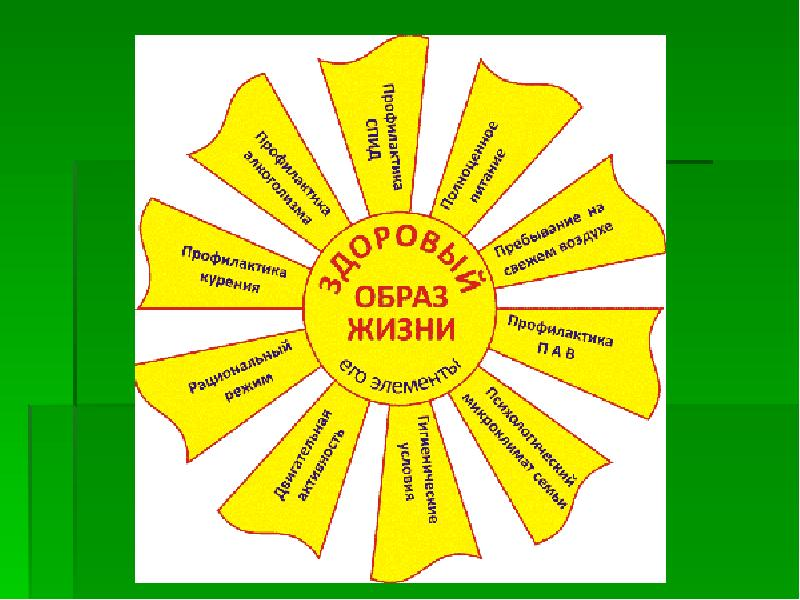 ЗДОРОВЫЙ
ОБРАЗ
ЖИЗНИ
его элементы
Профилактика
СПИД
Полноценное
питание
Пребывание на
свежем воздухе
Профилактика
П А В
Психологический
микроклимат семьи
Гигиенические
условия
Двигательная
активность
Рациональный
режим
Профилактика
курения
Профилактика
алкоголизма